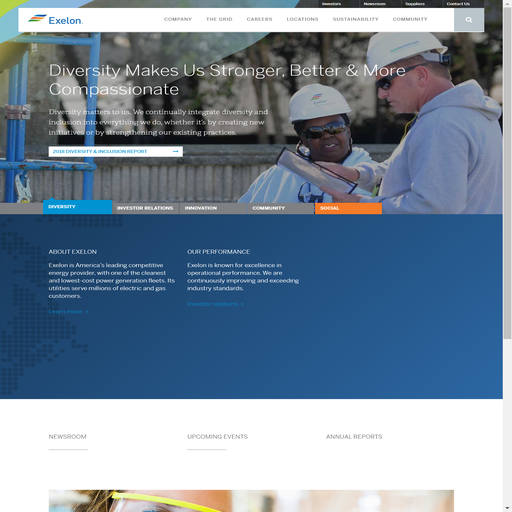 Investors Newsroom Suppliers Contact Us
Exelon.
COMPANY THE GRID CAREERS LOCATIONS SUSTAINABILITY COMMUNITY
Diversity Makes Us Stronger, Better & More
Compassionate
Diversity matters to us. We continually integrate diversity and
inclusion into everything we do, whether it's by creating new
initiatives or by strengthening our existing practices.
2018 DIVERSITY & INCLUSION REPORT
DIVERSITY INVESTOR RELATIONS INNOVATION COMMUNITY SOCIAL
ABOUT EXELON
Exelon is America's leading competitive
energy provider, with one of the cleanest
and lowest-cost power generation fleets. Its
utilities serve millions of electric and gas
customers.
Learn more >
OUR PERFORMANCE
Exelon is known for excellence in
operational performance. We are
continuously improving and exceeding
industry standards.
Investor relations >
NEWSROOM UPCOMING EVENTS ANNUAL REPORTS